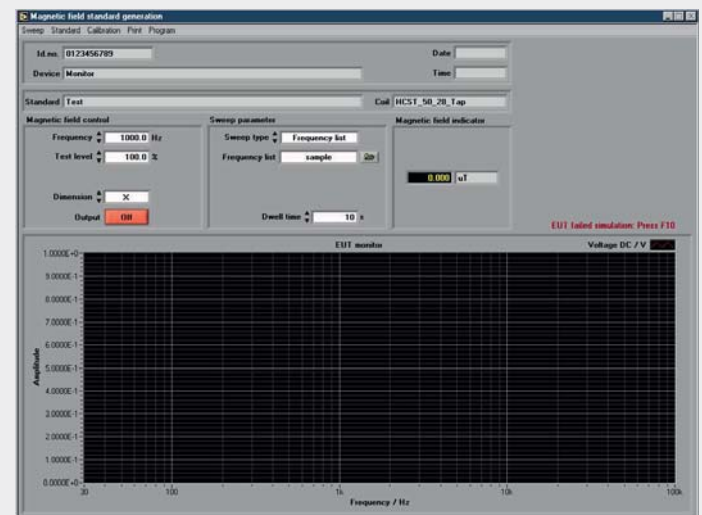 Magnetic field standard generation
Sweep Standard Calibration Print Program
Id.no. 0123456789 Date
Device Monitor Time
Standard Test Coil HCST_50_20_Tap
Magnetic field control Sweep parameter Magnetic field indicator
Frequency 1000.0 Hz Sweep type Frequency list
Test level 100.0 % Frequency list sample
0.000 uT
Dimension X
Output Off Dwell time 10 s
EUT failed simulation: Press F10
EUT monitor Voltage DC / V
1.0000E+0
9.0000E-1
8.0000E-1
7.0000E-1
6.0000E-1
5.0000E-1
4.0000E-1
3.0000E-1
2.0000E-1
1.0000E-1
0.0000E+0
Amplitude
30 100 1k 10k 100k
Frequency / Hz